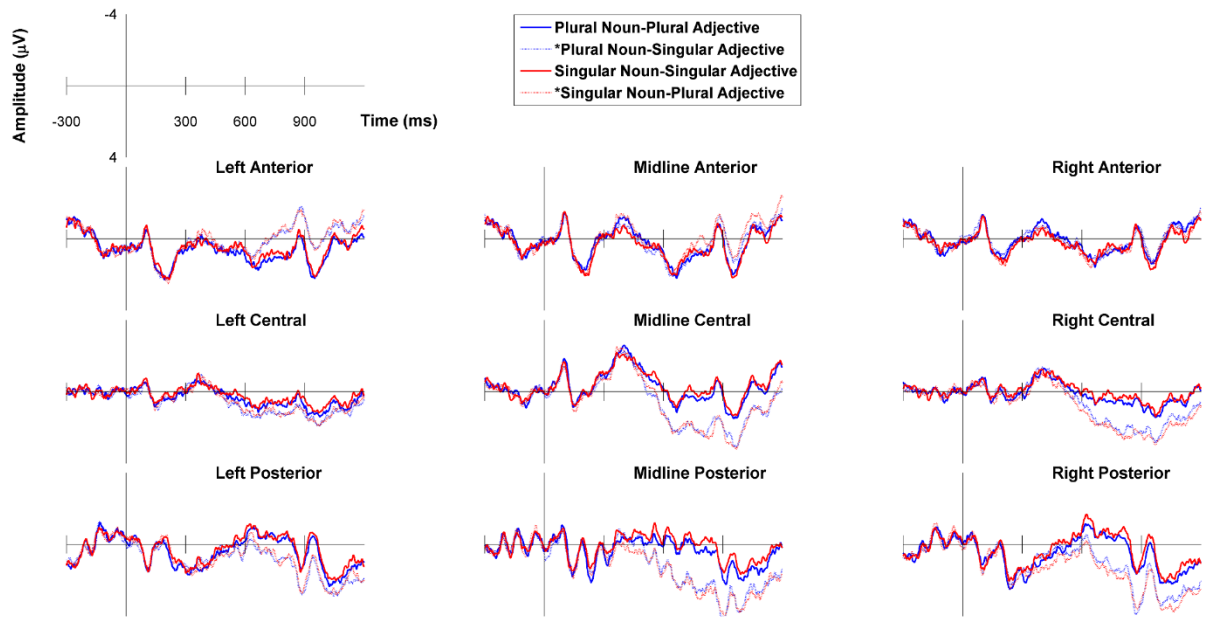 -4
Amplitude (µV)
-300 300 600 900 Time (ms)
4
Plural Noun-Plural Adjective
*Plural Noun-Singular Adjective
Singular Noun-Singular Adjective
*Singular Noun-Plural Adjective
Left Anterior
Midline Anterior
Right Anterior
Left Central
Midline Central
Right Central
Left Posterior
Midline Posterior
Right Posterior